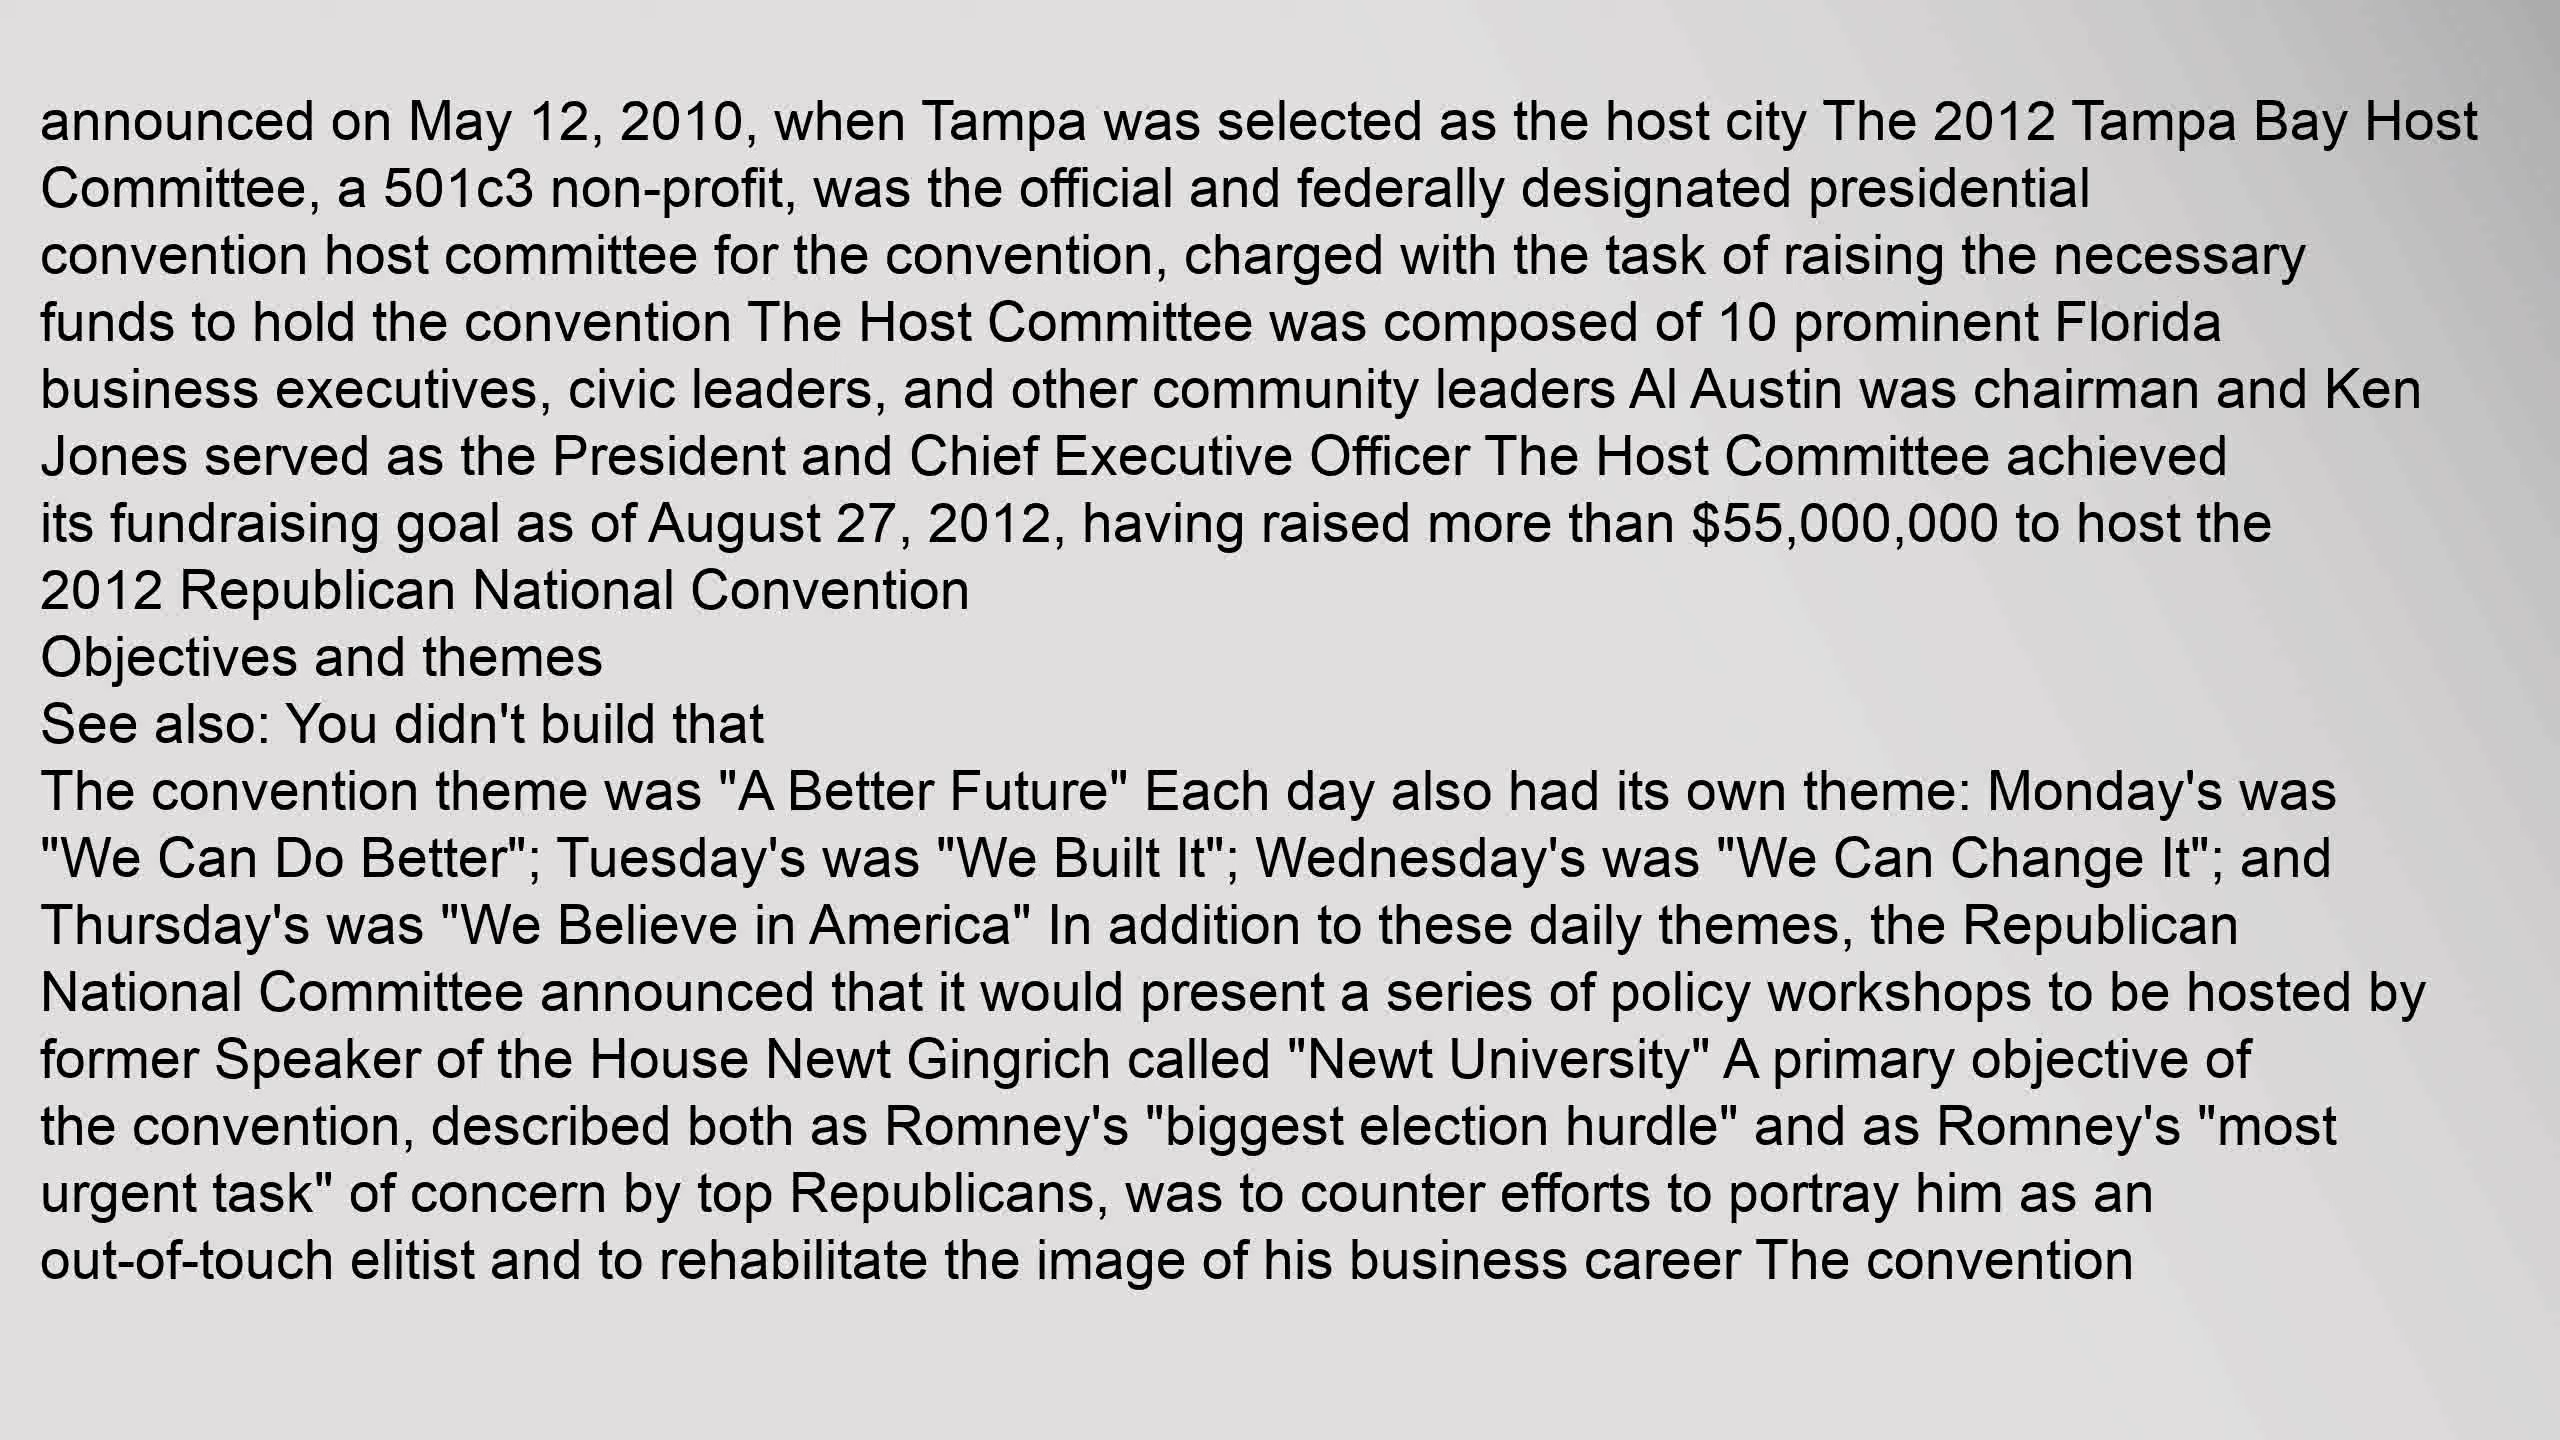 announced on May 12, 2010, when Tampa was selected as the host city The 2012 Tampa Bay Host
Committee, a 501c3 non-profit, was the official and federally designated presidential
convention host committee for the convention, charged with the task of raising the necessary
funds to hold the convention The Host Committee was composed of 10 prominent Florida
business executives, civic leaders, and other community leaders Al Austin was chairman and Ken
Jones served as the President and Chief Executive Officer The Host Committee achieved
its fundraising goal as of August 27, 2012, having raised more than $55,000,000 to host the
2012 Republican National Convention
Objectives and themes
See also: You didn't build that
The convention theme was "A Better Future" Each day also had its own theme: Monday's was
"We Can Do Better"; Tuesday's was "We Built It"; Wednesday's was "We Can Change It"; and
Thursday's was "We Believe in America" In addition to these daily themes, the Republican
National Committee announced that it would present a series of policy workshops to be hosted by
former Speaker of the House Newt Gingrich called "Newt University" A primary objective of
the convention, described both as Romney's "biggest election hurdle" and as Romney's "most
urgent task" of concern by top Republicans, was to counter efforts to portray him as an
out-of-touch elitist and to rehabilitate the image of his business career The convention